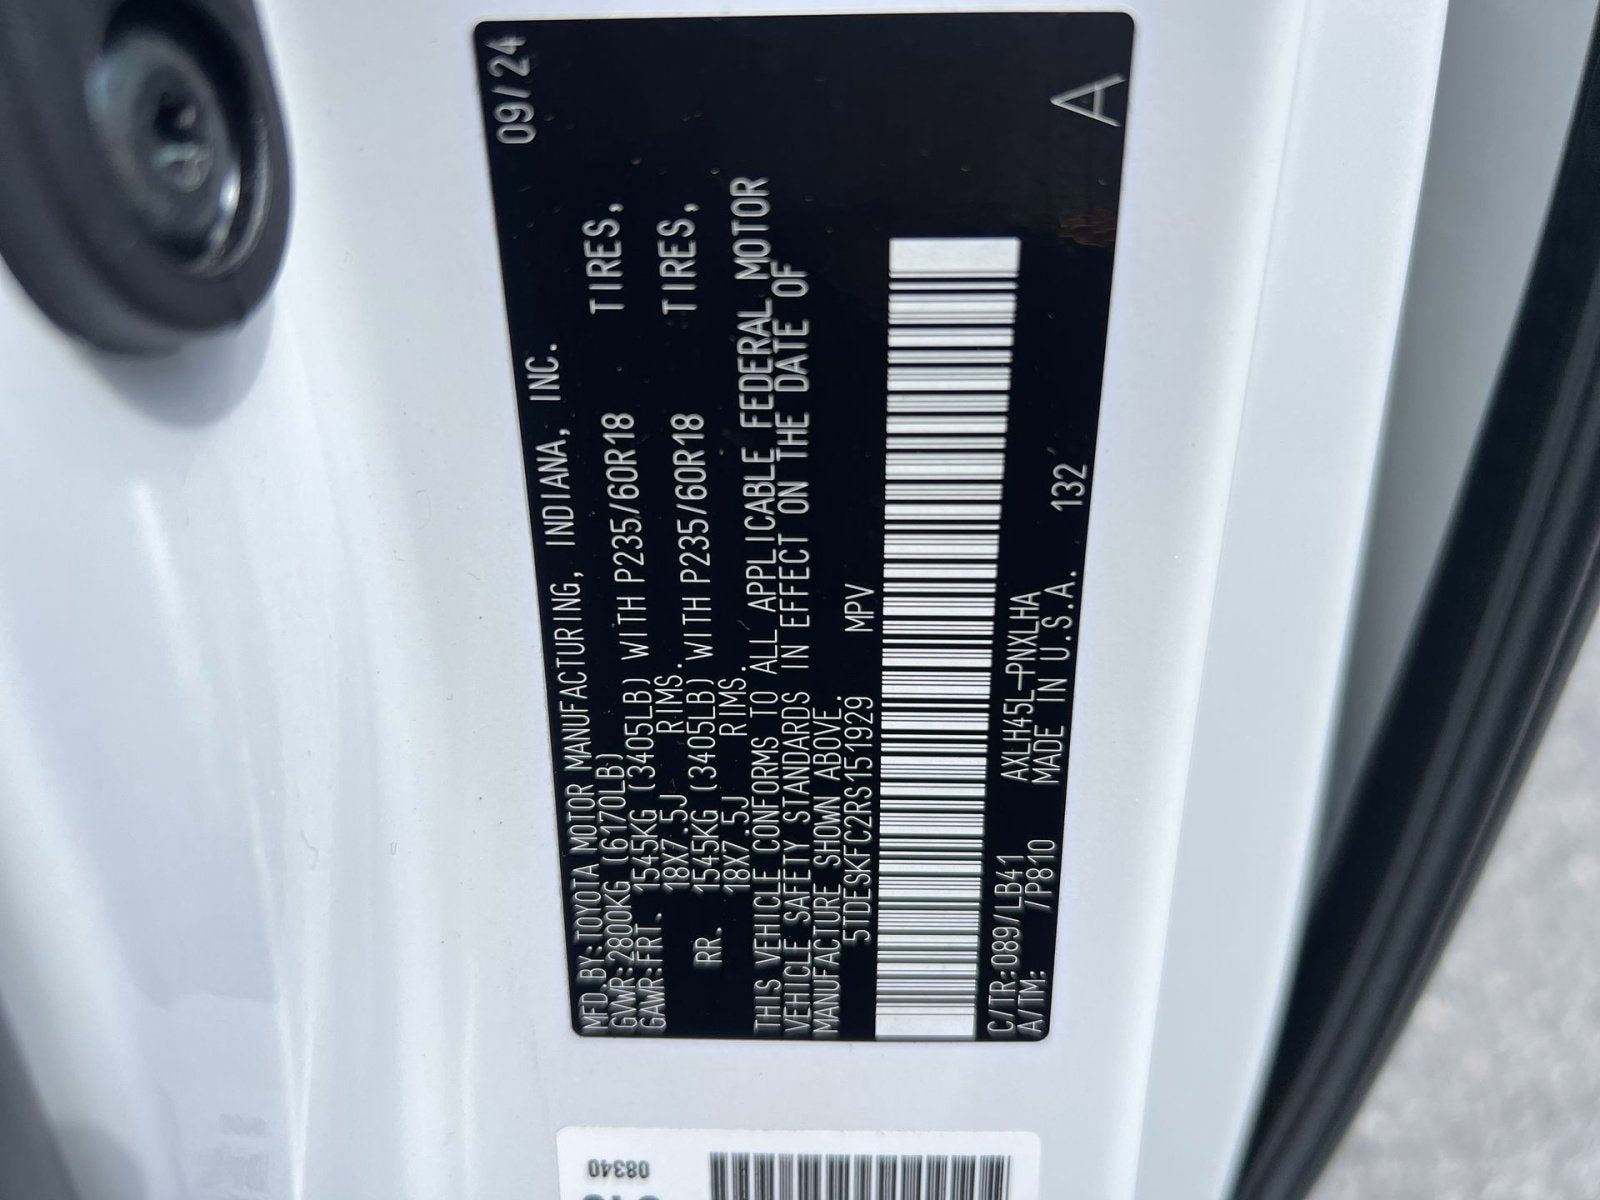 MFD. BY: TOYOTA MOTOR MANUFACTURING, INDIANA, INC. 09/24
GVWR: 2800KG (6170LB)
GAWR: FRT. 1545KG (3405LB) WITH P235/60R18 TIRES,
18X7.5J RIMS.
RR. 1545KG (3405LB) WITH P235/60R18 TIRES,
18X7.5J RIMS.
THIS VEHICLE CONFORMS TO ALL APPLICABLE FEDERAL MOTOR
VEHICLE SAFETY STANDARDS IN EFFECT ON THE DATE OF
MANUFACTURE SHOWN ABOVE.
5TDESKFC2RS151929 MPV
C/TR: 089/LB41 AXLH45L-PNXLHA
A/TM: /P810 MADE IN U.S.A. 132 A
08340